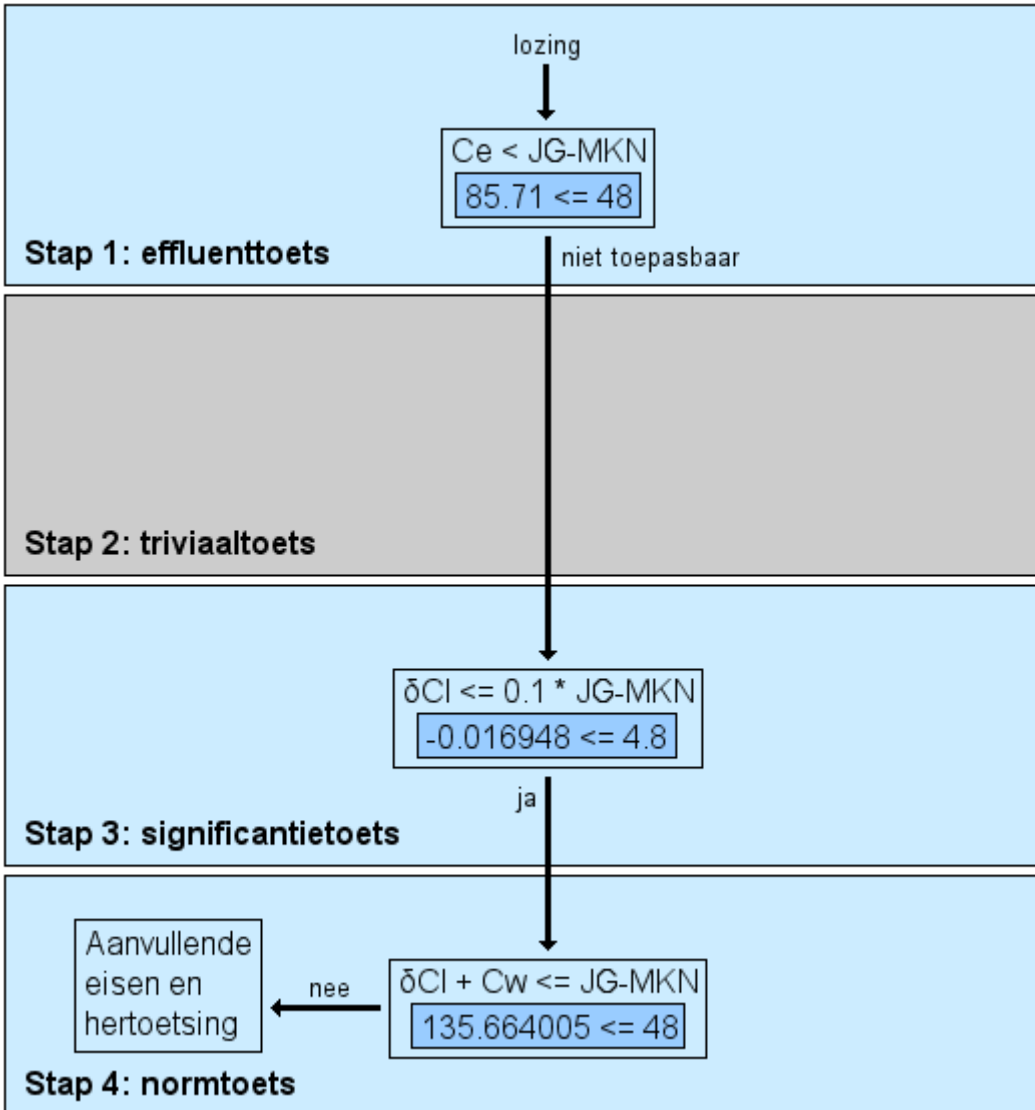 lozing
Ce < JG-MKN
85.71 <= 48
Stap 1: effluenttoets
niet toepasbaar
Stap 2: triviaaltoets
δCl <= 0.1 * JG-MKN
-0.016948 <= 4.8
ja
Stap 3: significantietoets
Aanvullende
eisen en
hertoetsing
nee
δCl + Cw <= JG-MKN
135.664005 <= 48
Stap 4: normtoets